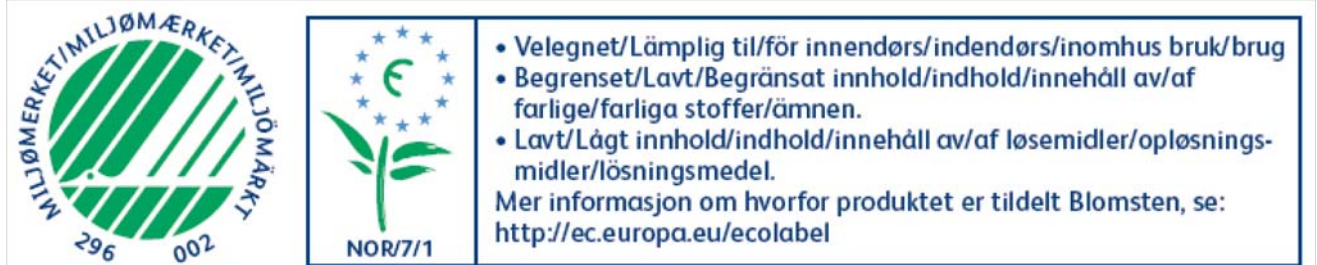 MILJØMERKET/MILJØMÆRKET/MILJÖMÄRKT
296 002
NOR/7/1
• Velegnet/Lämplig til/för innendørs/indendørs/inomhus bruk/brug
• Begrenset/Lavt/Begränsat innhold/indhold/innehåll av/af
farlige/farliga stoffer/ämnen.
• Lavt/Lågt innhold/indhold/innehåll av/af løsemidler/opløsnings-
midler/lösningsmedel.
Mer informasjon om hvorfor produktet er tildelt Blomsten, se:
http://ec.europa.eu/ecolabel